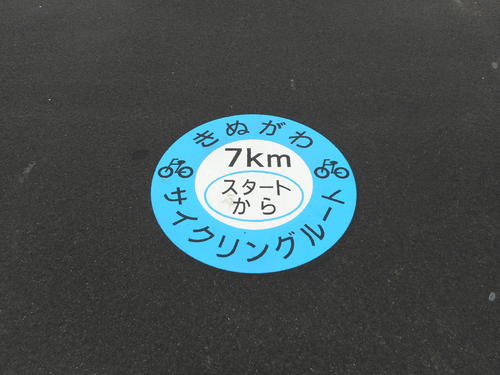 きぬがわ
7km
スタート
から
サイクリングルート